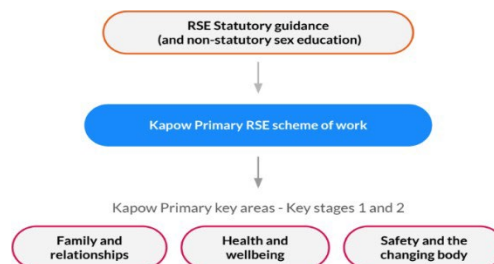 RSE Statutory guidance
(and non-statutory sex education)
Kapow Primary RSE scheme of work
Kapow Primary key areas - Key stages 1 and 2
Family and
relationships
Health and
wellbeing
Safety and the
changing body